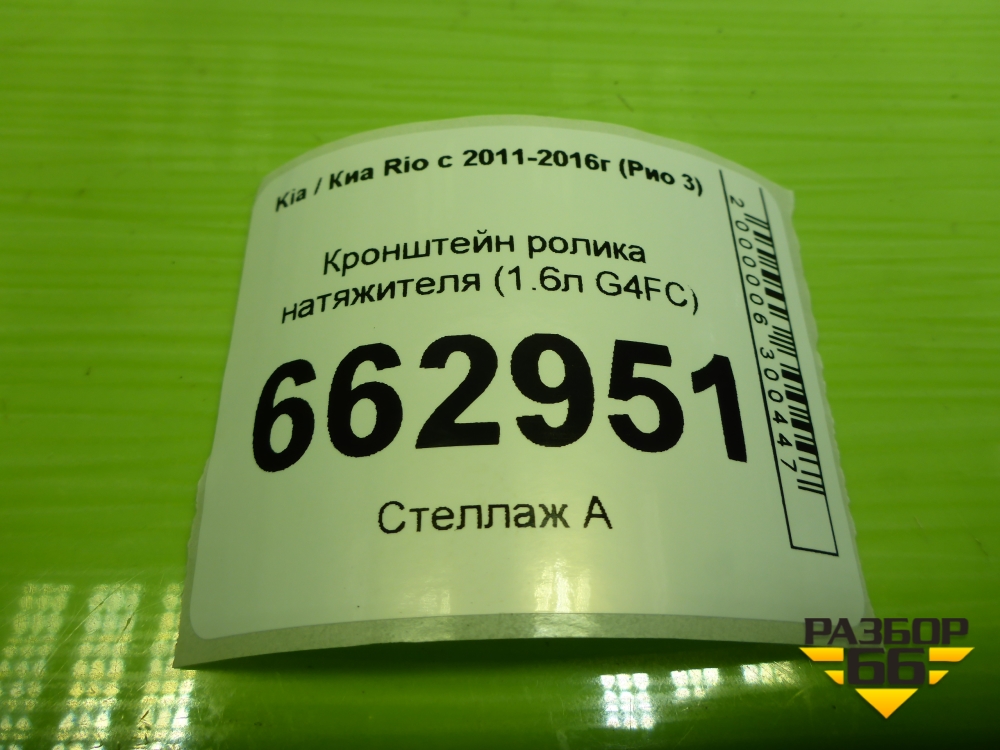 Kia / Киа Rio с 2011-2016г (Рио 3)
Кронштейн ролика
натяжителя (1.6л G4FC)
662951
Стеллаж А
2000006300447
РАЗБОР
66